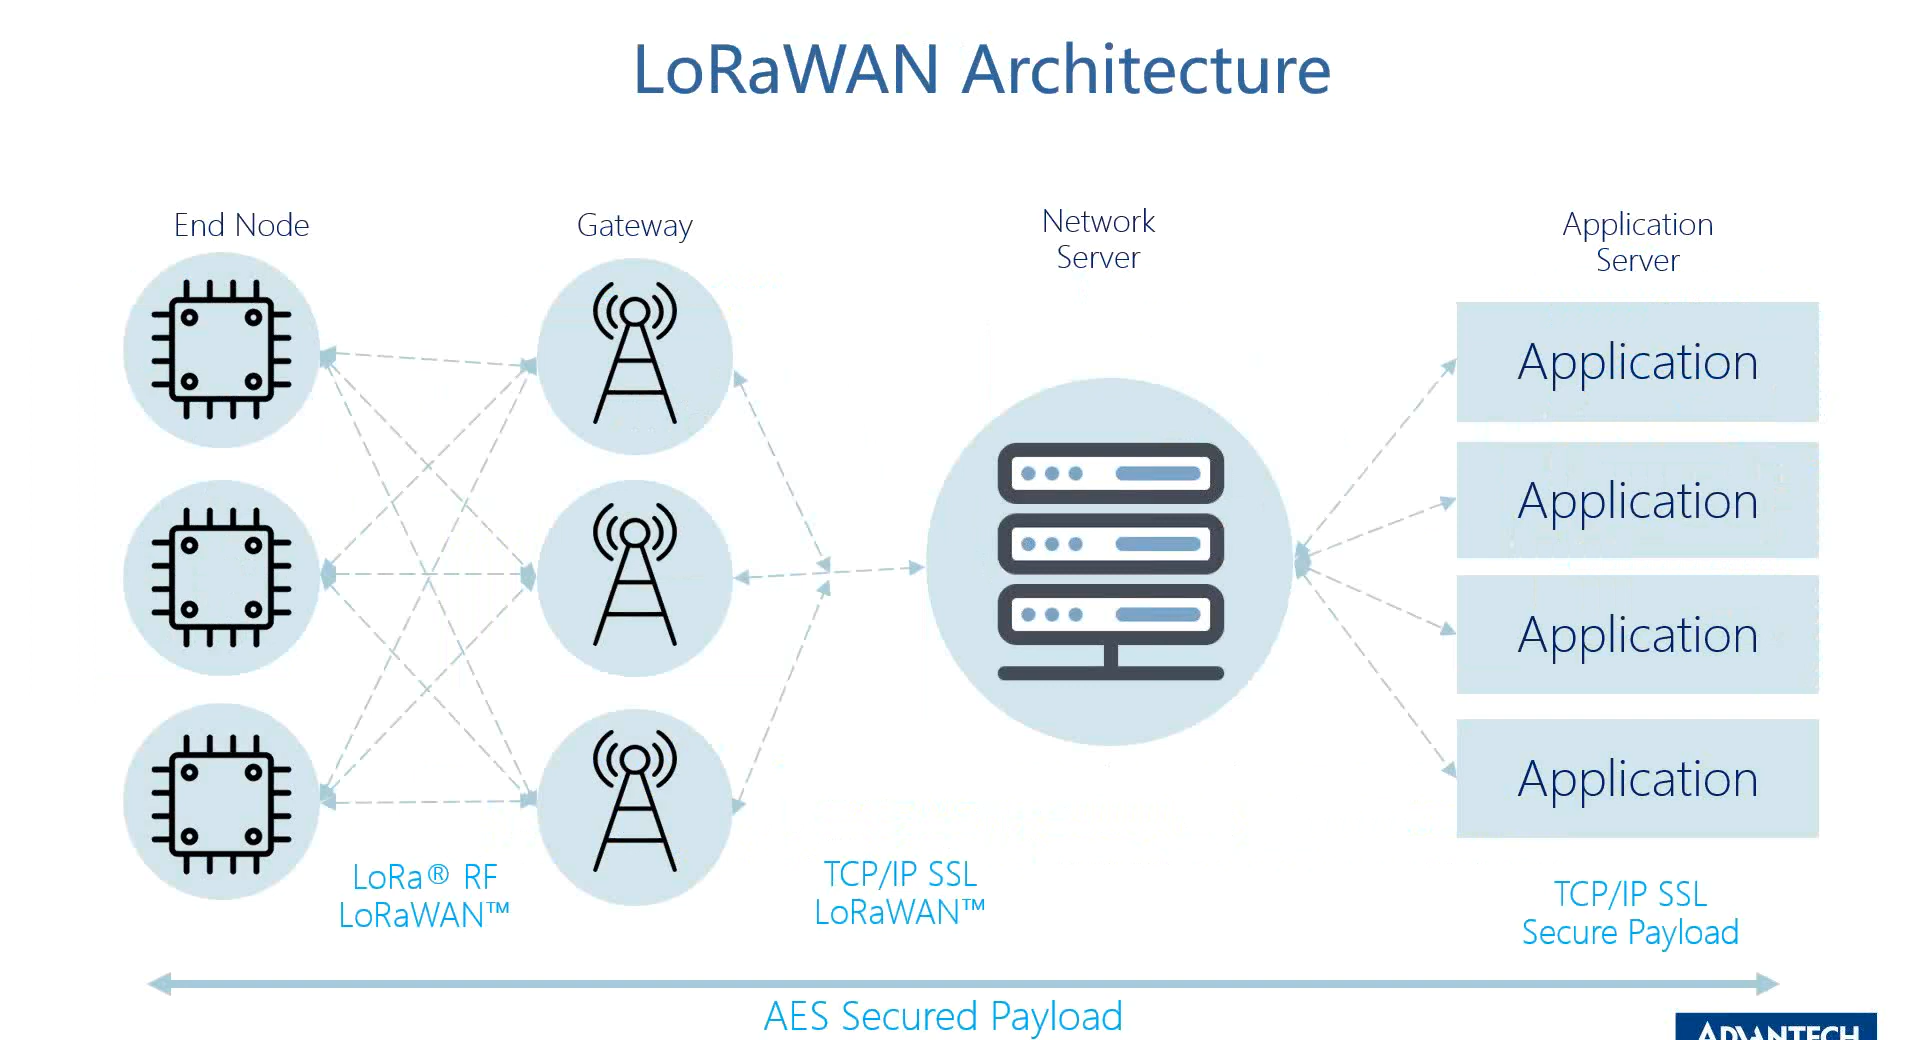 LoRaWAN Architecture
End Node
Gateway
Network
Server
Application
Server
Application
Application
Application
Application
LoRa® RF
LoRaWAN™
TCP/IP SSL
LoRaWAN™
TCP/IP SSL
Secure Payload
AES Secured Payload
ADVANTECH